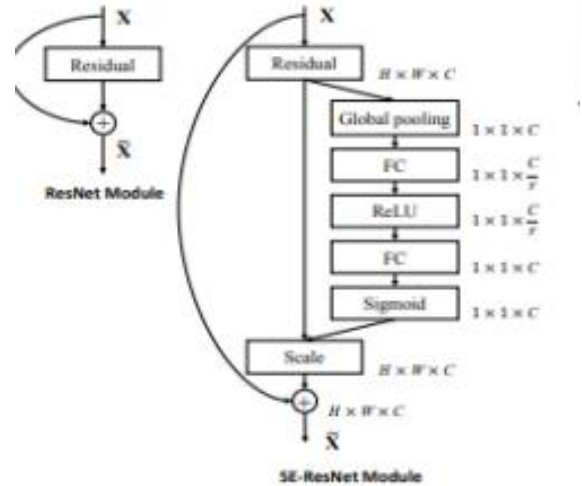 X
Residual
+
X̃
ResNet Module
X
Residual
H × W × C
Global pooling
1 × 1 × C
FC
1 × 1 × C/r
ReLU
1 × 1 × C/r
FC
1 × 1 × C
Sigmoid
1 × 1 × C
Scale
H × W × C
+
H × W × C
X̃
SE-ResNet Module